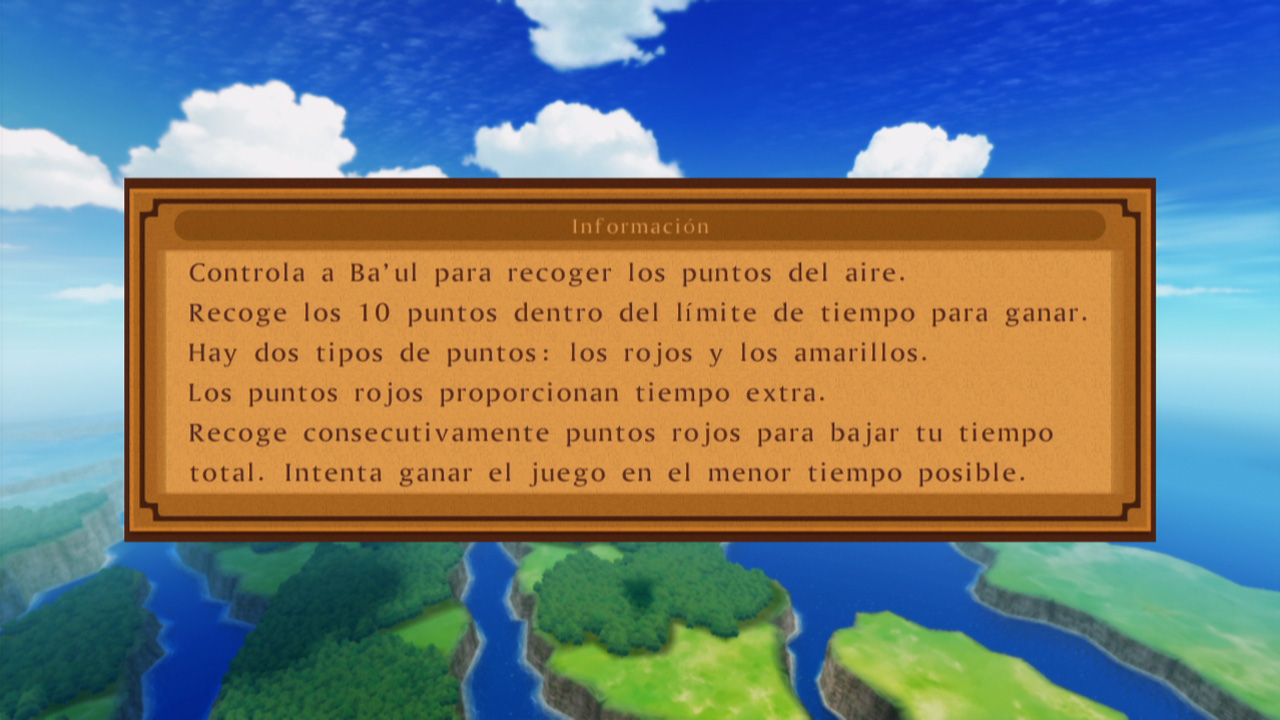 Información
Controla a Ba'ul para recoger los puntos del aire.
Recoge los 10 puntos dentro del límite de tiempo para ganar.
Hay dos tipos de puntos: los rojos y los amarillos.
Los puntos rojos proporcionan tiempo extra.
Recoge consecutivamente puntos rojos para bajar tu tiempo
total. Intenta ganar el juego en el menor tiempo posible.